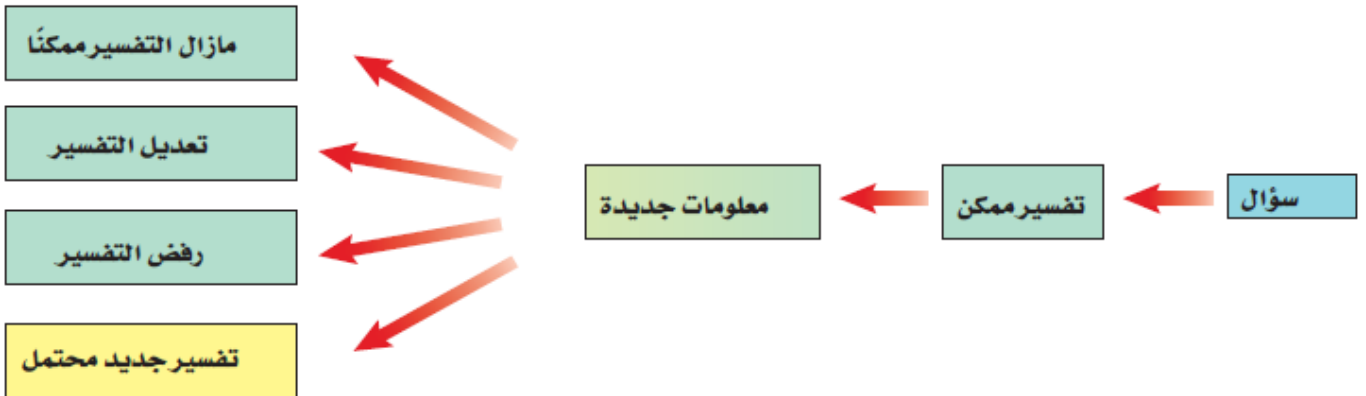 سؤال
تفسير ممكن
معلومات جديدة
مازال التفسير ممكنًا
تعديل التفسير
رفض التفسير
تفسير جديد محتمل